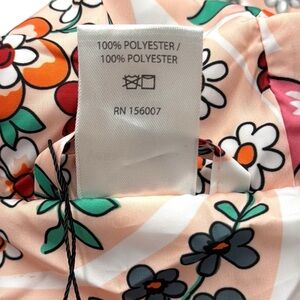 100% POLYESTER /
100% POLYESTER
RN 156007